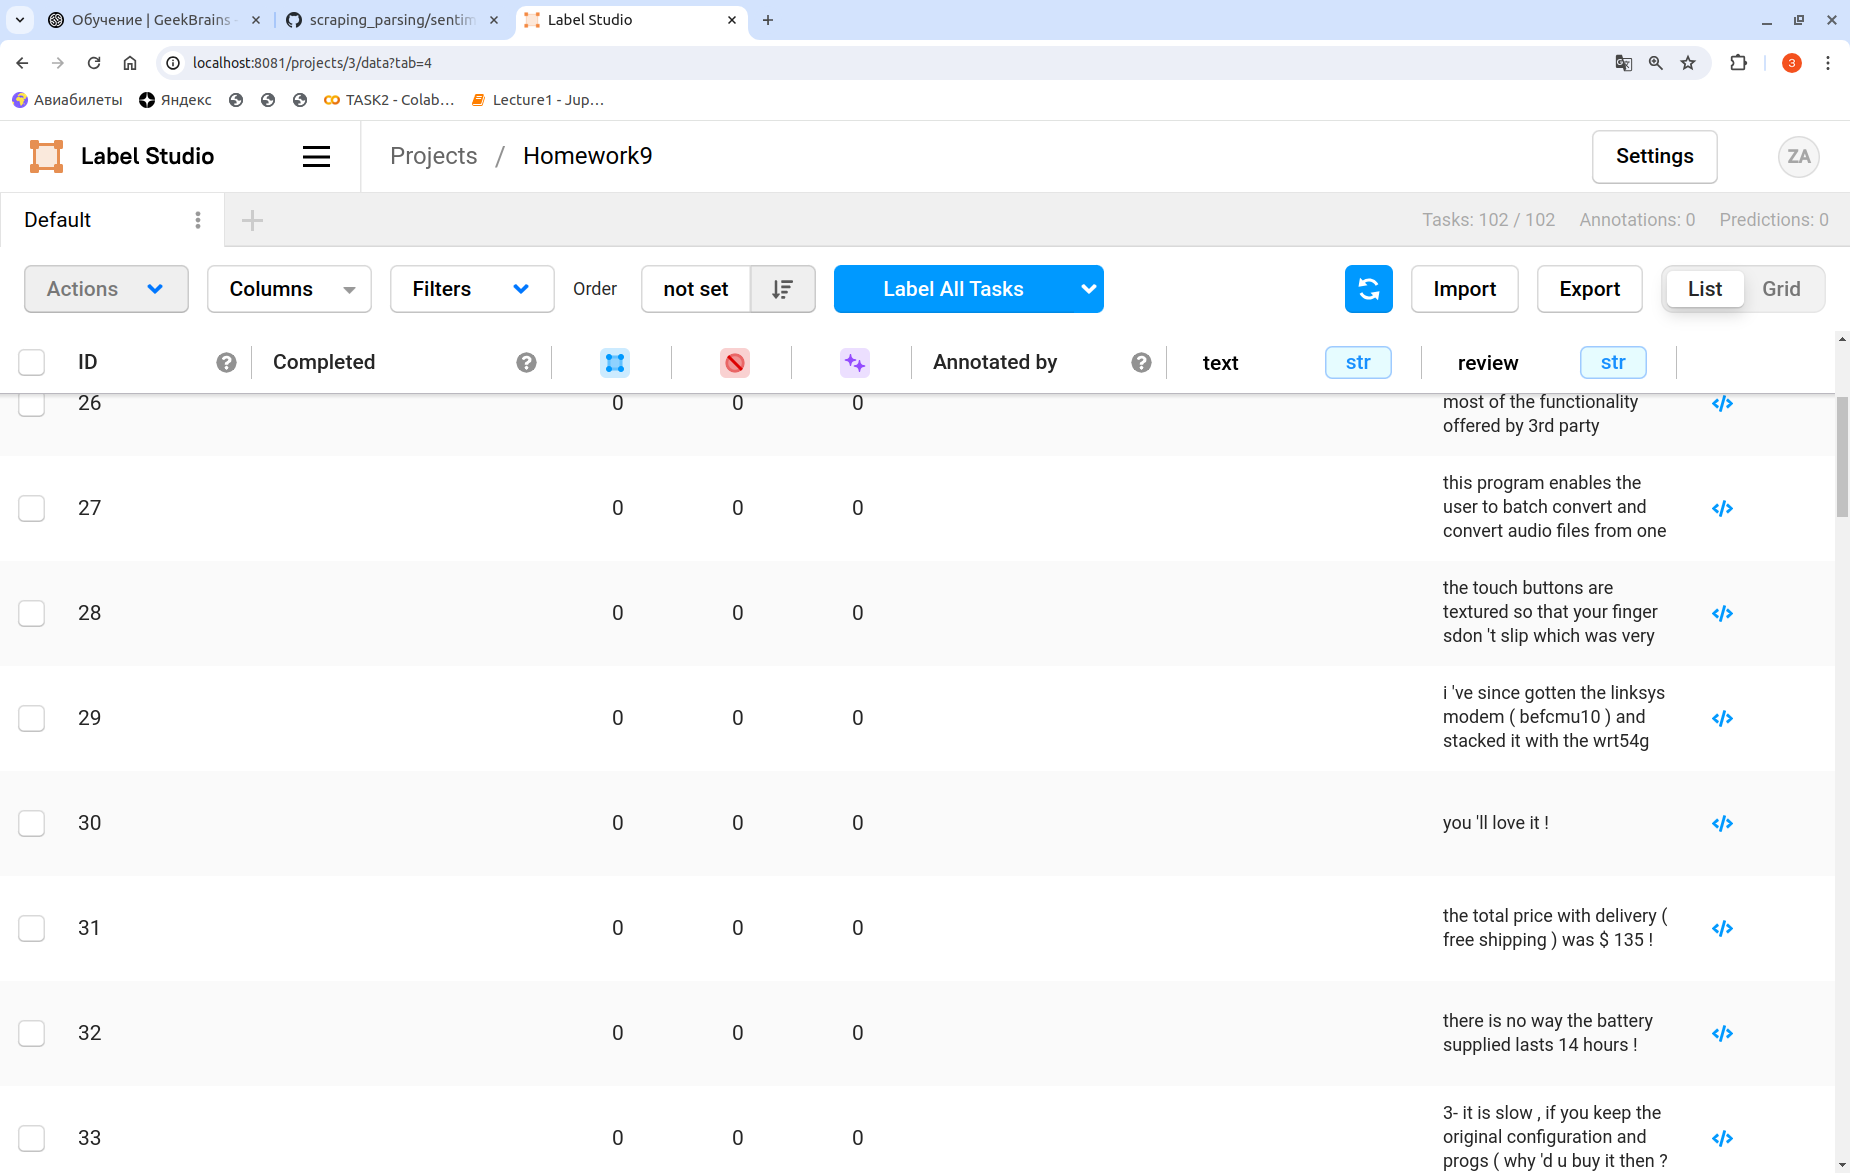 Обучение | GeekBrains
scraping_parsing/sentim
Label Studio
localhost:8081/projects/3/data?tab=4
3
Авиабилеты
Яндекс
TASK2 - Colab...
Lecture1 - Jup...
Label Studio
Projects / Homework9
Settings
ZA
Default
Tasks: 102 / 102
Annotations: 0
Predictions: 0
Actions
Columns
Filters
Order
not set
Label All Tasks
Import
Export
List
Grid
ID
Completed
Annotated by
text
str
review
str
26
0
0
0
most of the functionality
offered by 3rd party
27
0
0
0
this program enables the
user to batch convert and
convert audio files from one
28
0
0
0
the touch buttons are
textured so that your finger
sdon 't slip which was very
29
0
0
0
i 've since gotten the linksys
modem ( befcmu10 ) and
stacked it with the wrt54g
30
0
0
0
you 'll love it !
31
0
0
0
the total price with delivery (
free shipping ) was $ 135 !
32
0
0
0
there is no way the battery
supplied lasts 14 hours !
33
0
0
0
3- it is slow , if you keep the
original configuration and
progs ( why 'd u buy it then ?